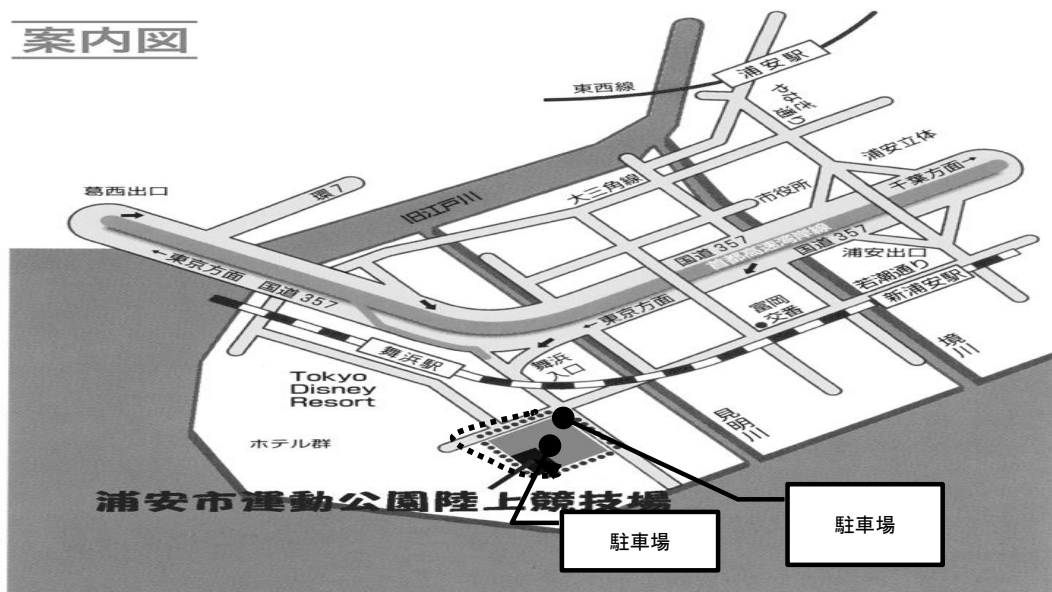 案内図
浦安駅
東西線
やなぎ通り
浦安立体
葛西出口
環7
大三角線
市役所
千葉方面→
旧江戸川
首都高速湾岸線
国道357
国道357
浦安出口
←東京方面
国道357
若潮通り
新浦安駅
←東京方面
富岡
交番
舞浜駅
舞浜
入口
境川
Tokyo
Disney
Resort
見明川
ホテル群
浦安市運動公園陸上競技場
駐車場
駐車場